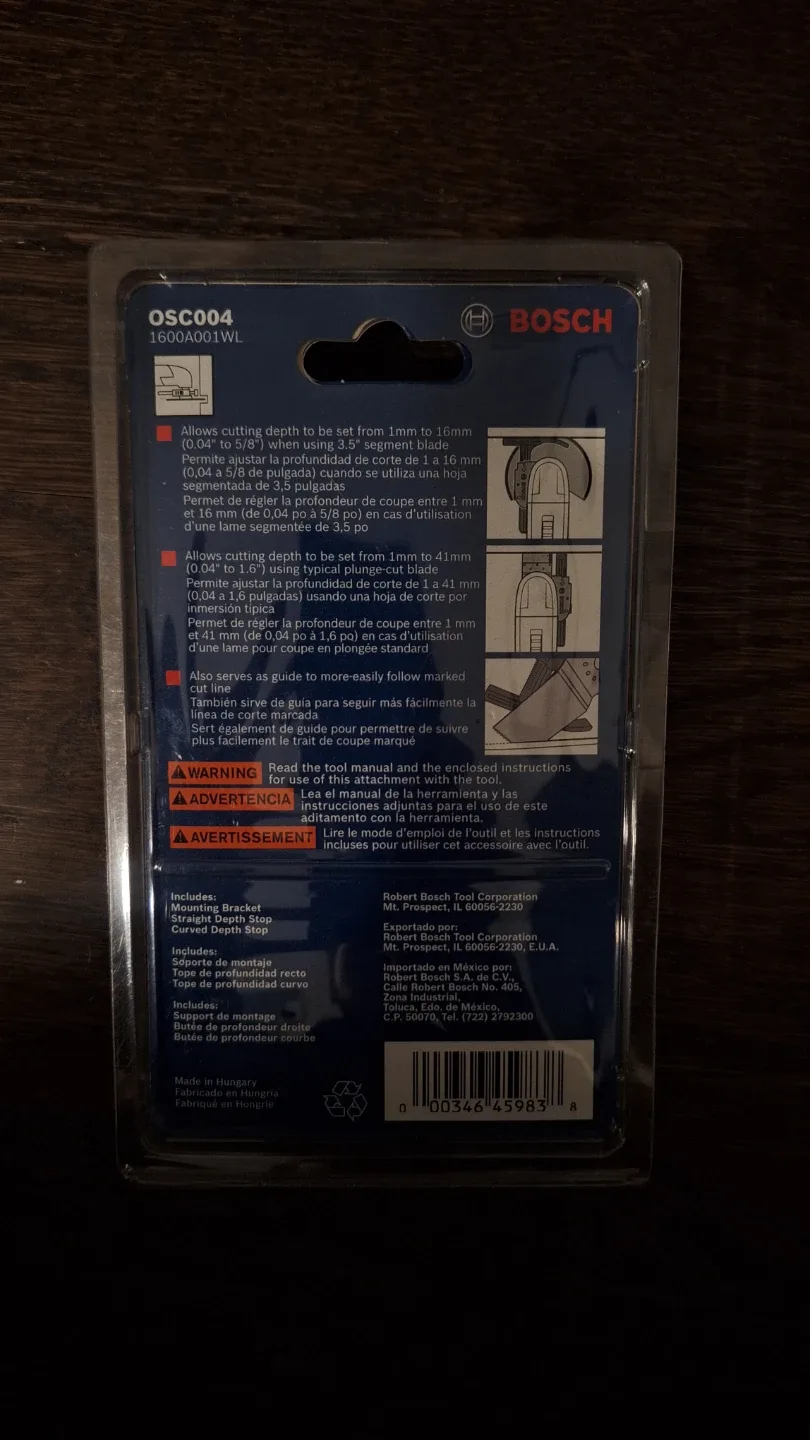 OSC004
1600A001WL
BOSCH
Allows cutting depth to be set from 1mm to 16mm
(0.04" to 5/8") when using 3.5" segment blade
Permite ajustar la profundidad de corte de 1 a 16 mm
(0,04 a 5/8 de pulgada) cuando se utiliza una hoja
segmentada de 3,5 pulgadas
Permet de régler la profondeur de coupe entre 1 mm
et 16 mm (de 0,04 po à 5/8 po) en cas d'utilisation
d'une lame segmentée de 3,5 po
Allows cutting depth to be set from 1mm to 41mm
(0.04" to 1.6") using typical plunge-cut blade
Permite ajustar la profundidad de corte de 1 a 41 mm
(0,04 a 1,6 pulgadas) usando una hoja de corte por
inmersión típica
Permet de régler la profondeur de coupe entre 1 mm
et 41 mm (de 0,04 po à 1,6 po) en cas d'utilisation
d'une lame pour coupe en plongée standard
Also serves as guide to more-easily follow marked
cut line
También sirve de guía para seguir más fácilmente la
línea de corte marcada
Sert également de guide pour permettre de suivre
plus facilement le trait de coupe marqué
WARNING Read the tool manual and the enclosed instructions
for use of this attachment with the tool.
ADVERTENCIA Lea el manual de la herramienta y las
instrucciones adjuntas para el uso de este
aditamento con la herramienta.
AVERTISSEMENT Lire le mode d'emploi de l'outil et les instructions
incluses pour utiliser cet accessoire avec l'outil.
Includes:
Mounting Bracket
Straight Depth Stop
Curved Depth Stop
Includes:
Soporte de montaje
Tope de profundidad recto
Tope de profundidad curvo
Includes:
Support de montage
Butée de profondeur droite
Butée de profondeur courbe
Made in Hungary
Fabricado en Hungría
Fabriqué en Hongrie
Robert Bosch Tool Corporation
Mt. Prospect, IL 60056-2230
Exportado por:
Robert Bosch Tool Corporation
Mt. Prospect, IL 60056-2230, E.U.A.
Importado en México por:
Robert Bosch S.A. de C.V.,
Calle Robert Bosch No. 405,
Zona Industrial,
Toluca, Edo. de México,
C.P. 50070, Tel. (722) 2792300
0 00346 45983 8